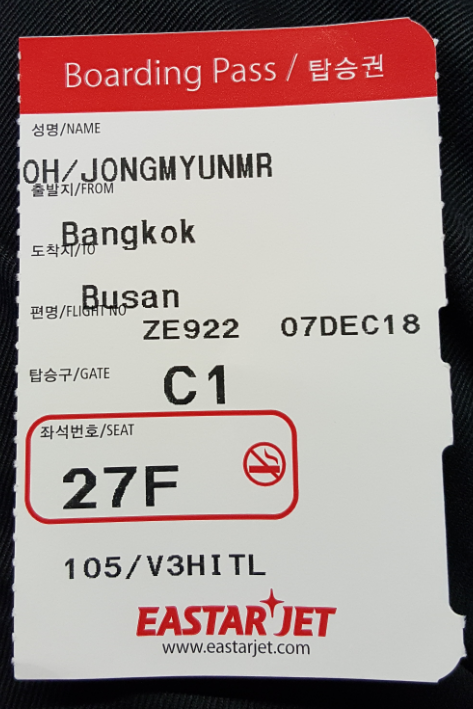 Boarding Pass / 탑승권
성명/NAME
OH/JONGMYUNMR
출발지/FROM
Bangkok
도착지/TO
Busan
편명/FLIGHT NO
ZE922 07DEC18
탑승구/GATE
C1
좌석번호/SEAT
27F
105/V3HITL
EASTAR JET
www.eastarjet.com